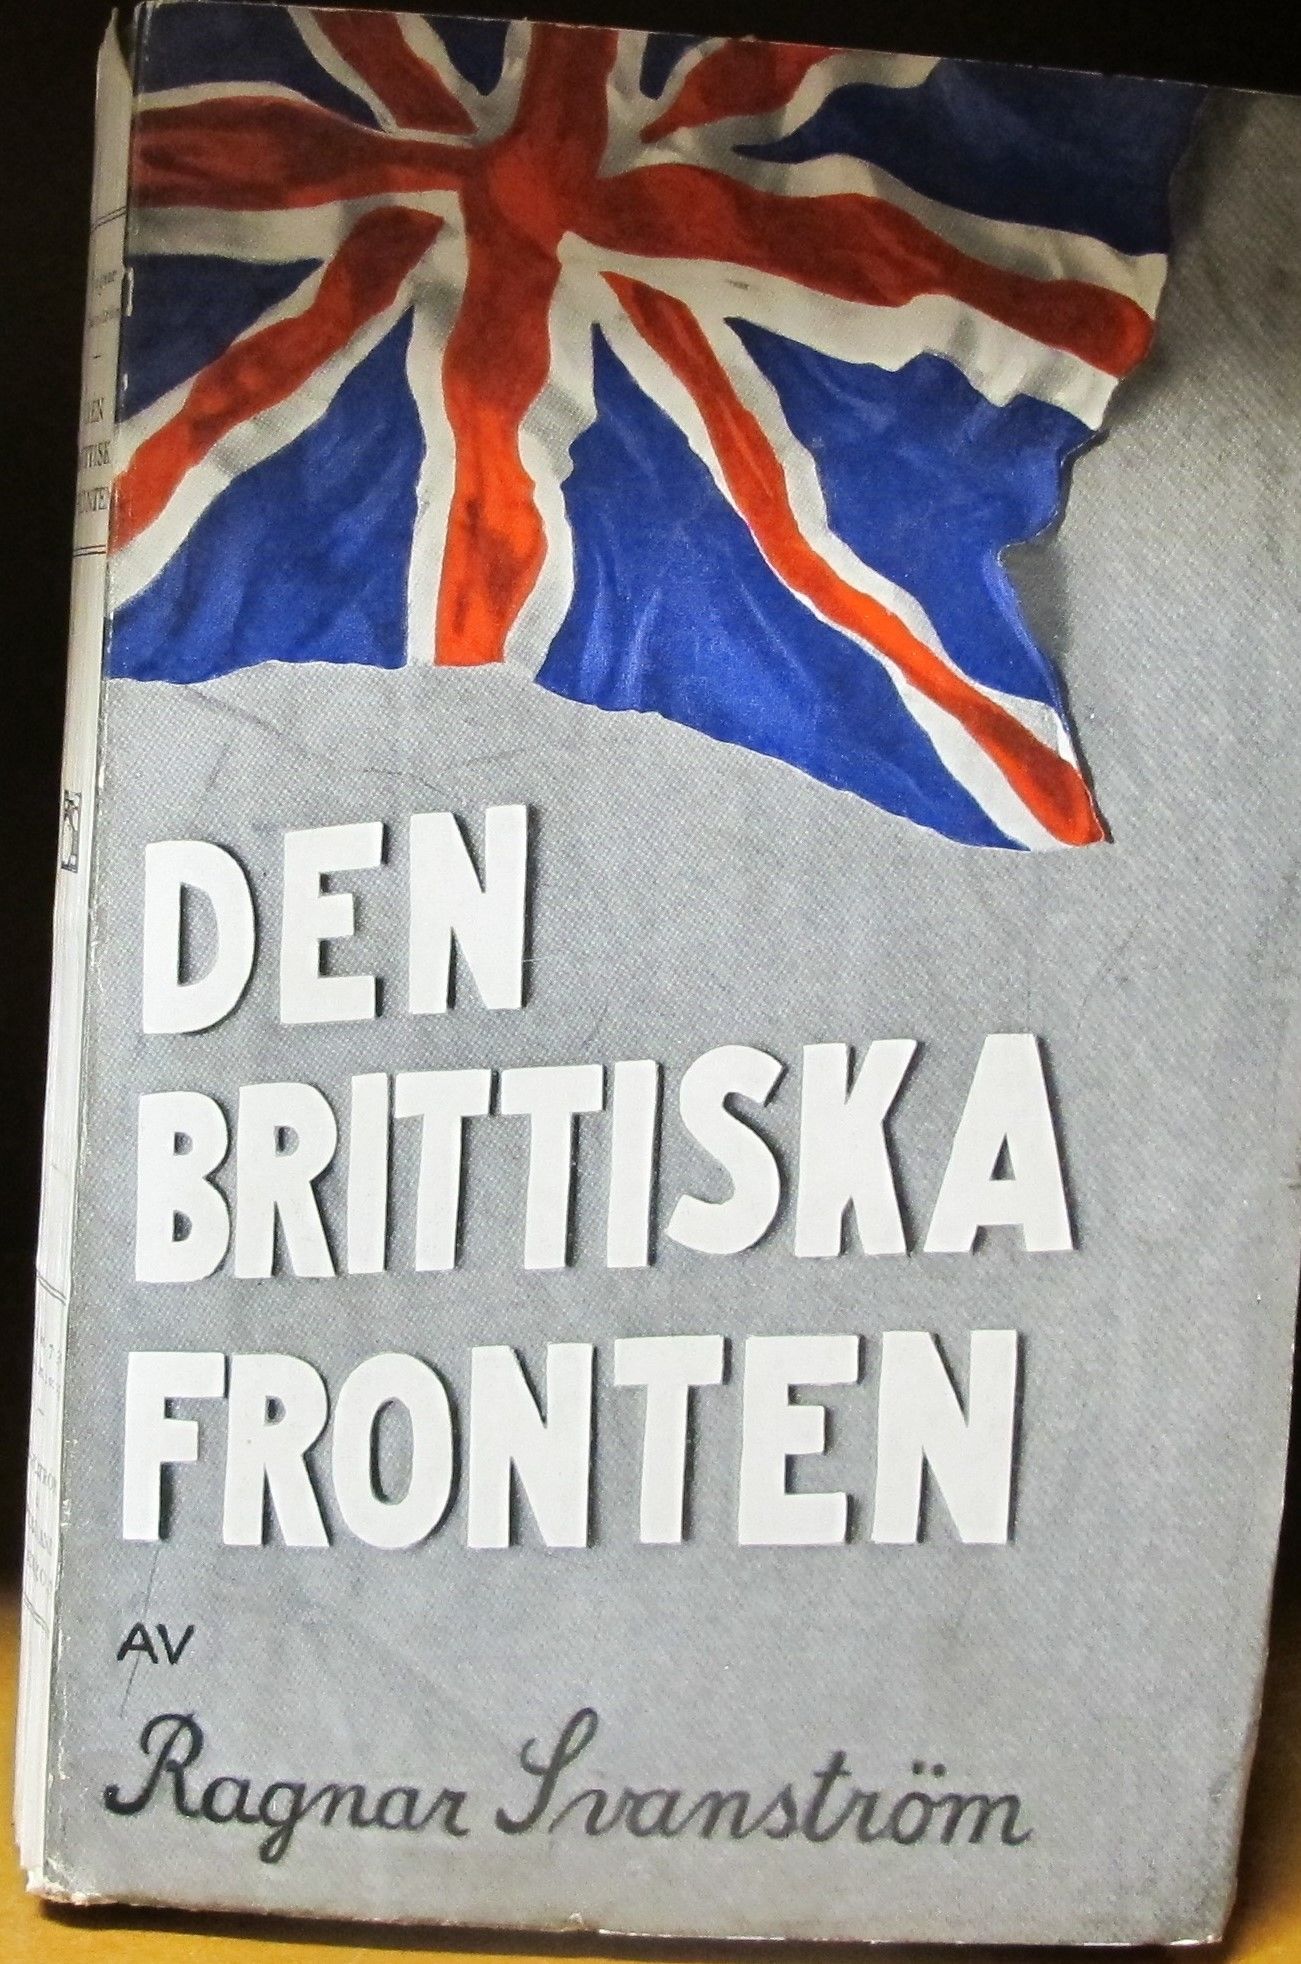 DEN
BRITTISKA
FRONTEN
AV
Ragnar Svanström